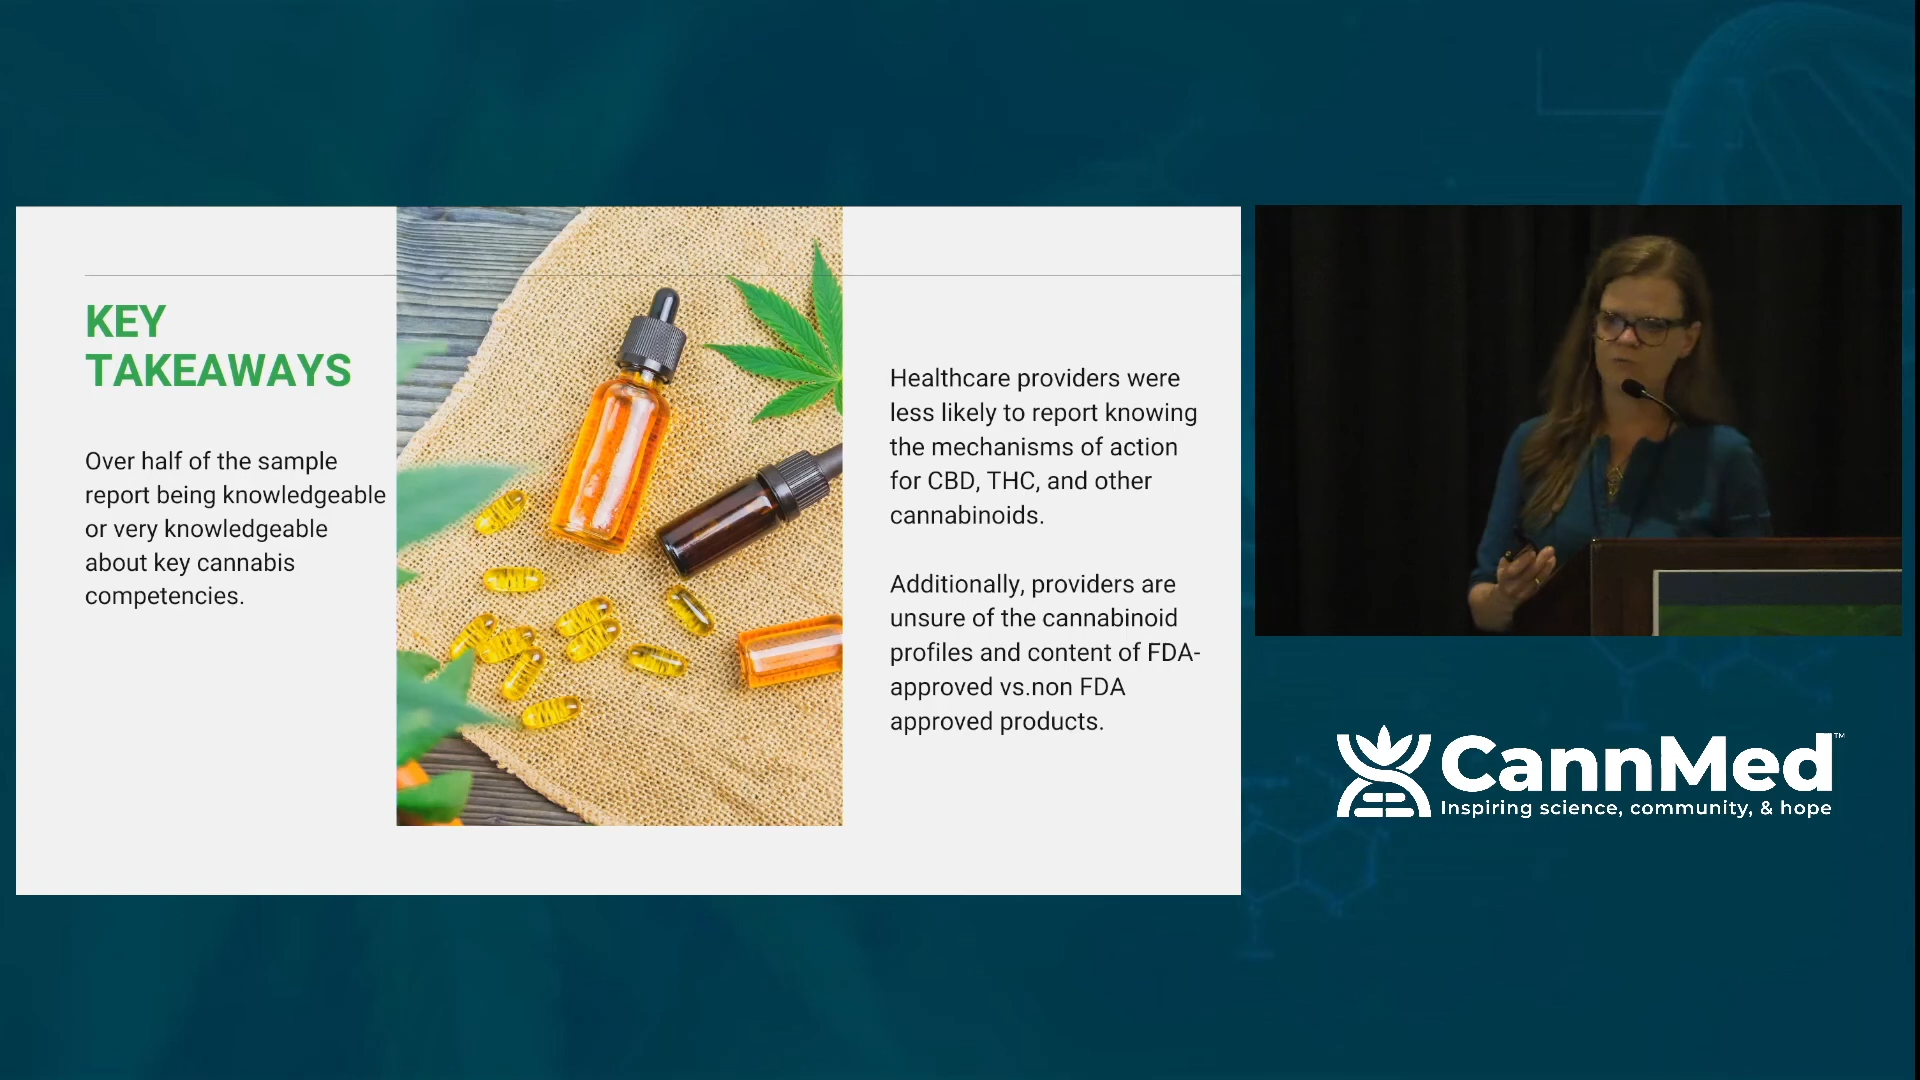 KEY
TAKEAWAYS
Over half of the sample
report being knowledgeable
or very knowledgeable
about key cannabis
competencies.
Healthcare providers were
less likely to report knowing
the mechanisms of action
for CBD, THC, and other
cannabinoids.
Additionally, providers are
unsure of the cannabinoid
profiles and content of FDA-
approved vs.non FDA
approved products.
CannMed™
Inspiring science, community, & hope